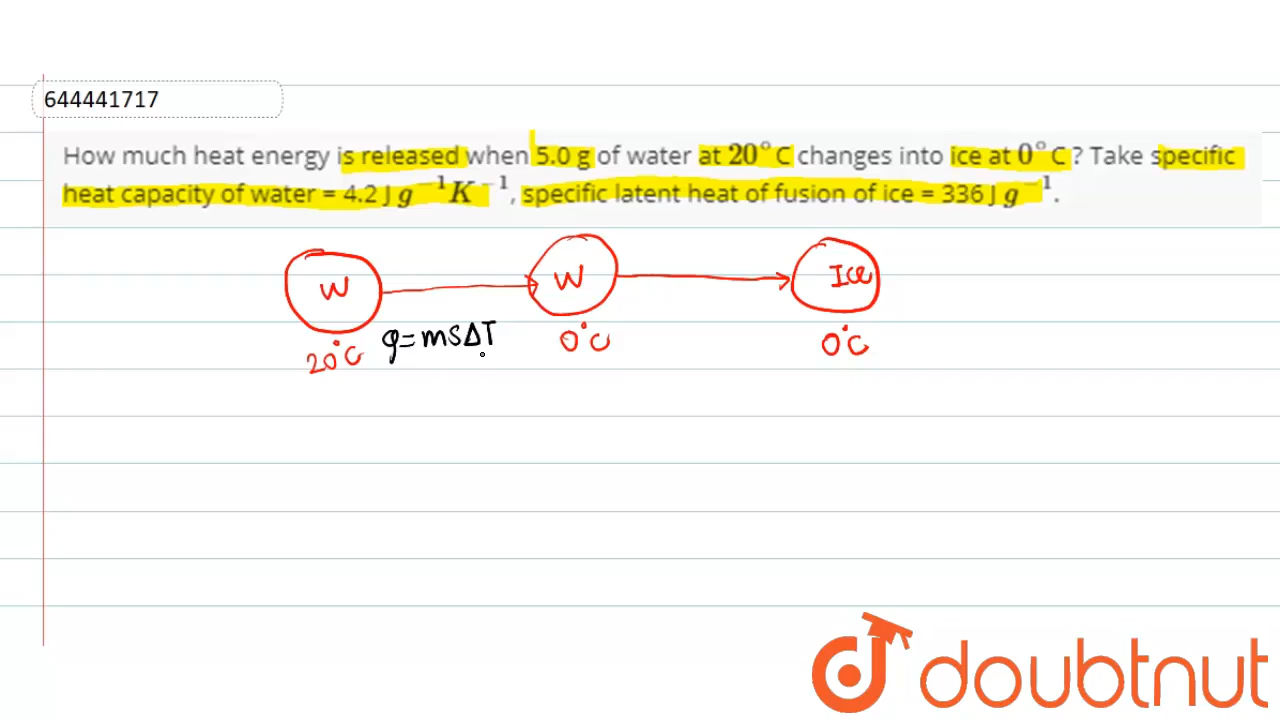 644441717
How much heat energy is released when 5.0 g of water at 20° C changes into ice at 0° C ? Take specific
heat capacity of water = 4.2 J g⁻¹K⁻¹, specific latent heat of fusion of ice = 336 J g⁻¹.
W W Ice
q = msΔT
20°C 0°C 0°C
doubtnut